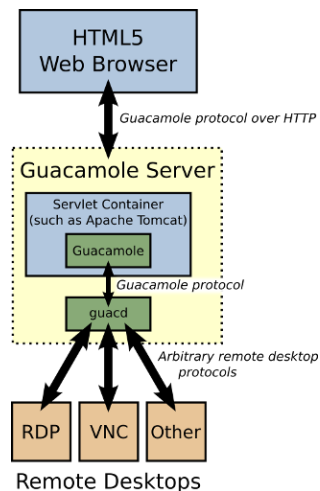 HTML5
Web Browser
Guacamole protocol over HTTP
Guacamole Server
Servlet Container
(such as Apache Tomcat)
Guacamole
Guacamole protocol
guacd
Arbitrary remote desktop
protocols
RDP
VNC
Other
Remote Desktops